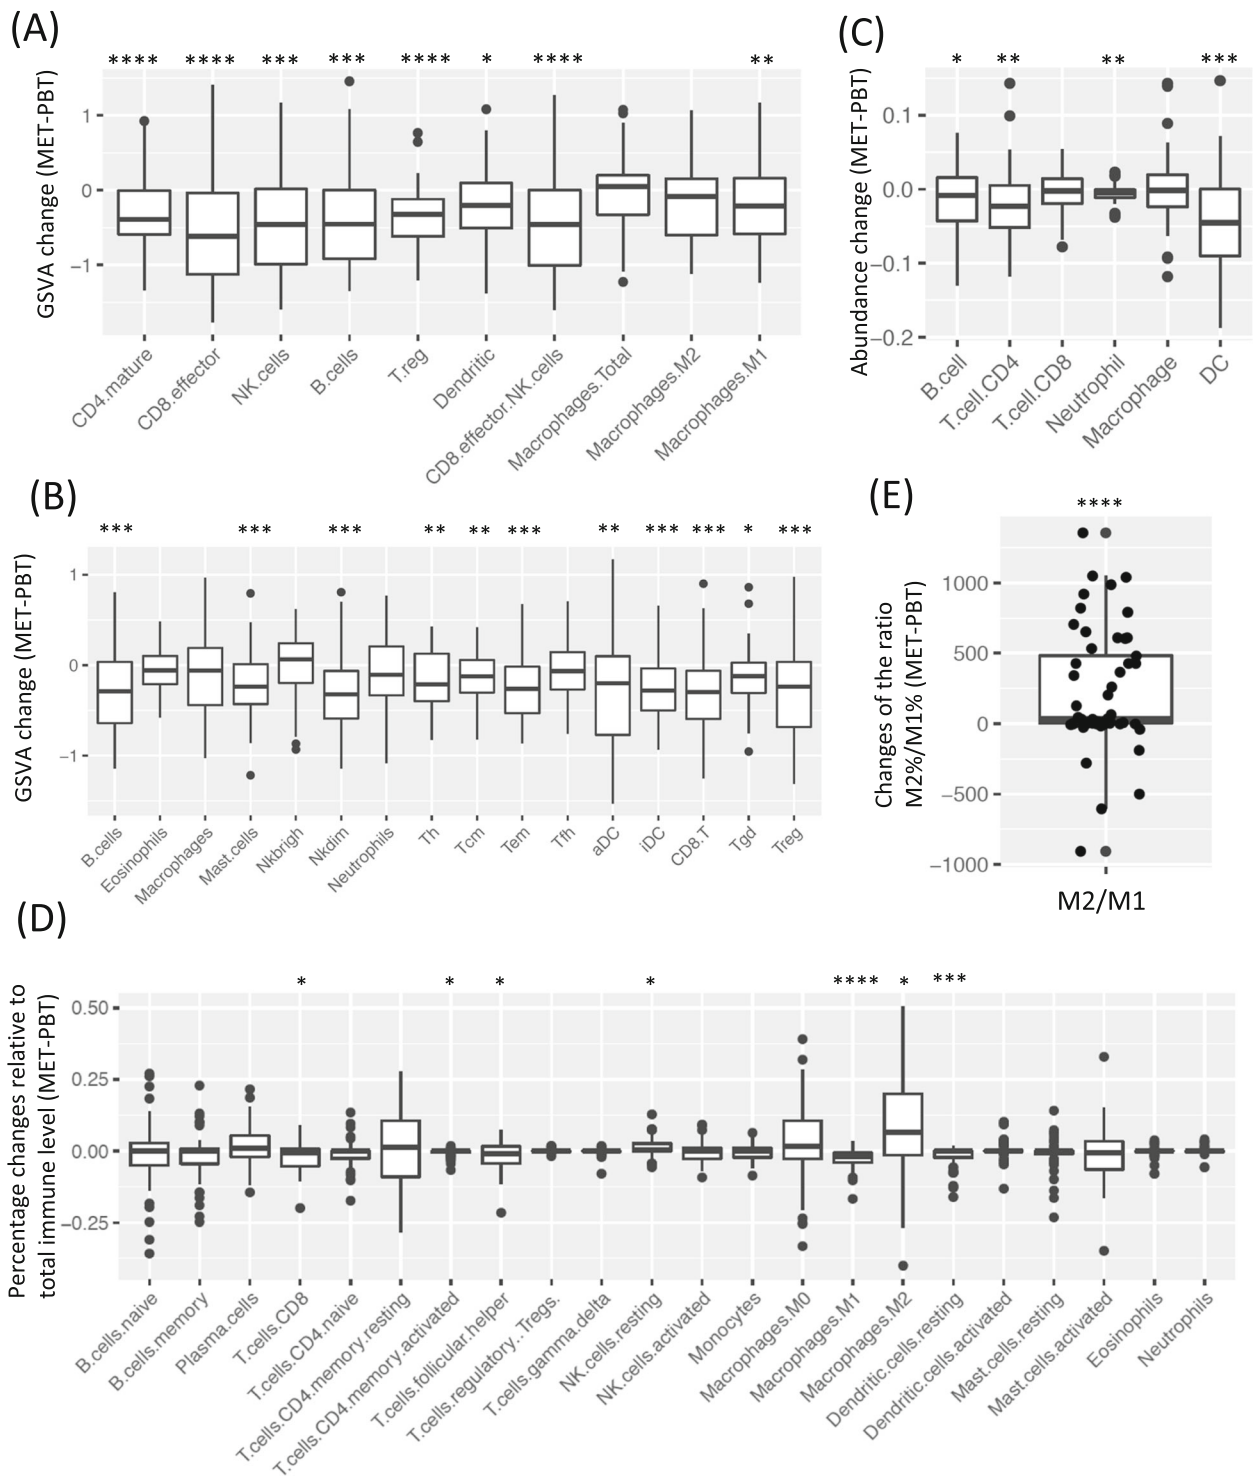 (A)
**** **** *** *** **** * **** **
GSVA change (MET-PBT)
1
0
−1
CD4.mature
CD8.effector
NK.cells
B.cells
T.reg
Dendritic
CD8.effector.NK.cells
Macrophages.Total
Macrophages.M2
Macrophages.M1
(C)
* ** ** ***
Abundance change (MET-PBT)
0.1
0.0
−0.1
−0.2
B.cell
T.cell.CD4
T.cell.CD8
Neutrophil
Macrophage
DC
(B)
*** *** *** ** ** *** ** *** *** * ***
GSVA change (MET-PBT)
1
0
−1
B.cells
Eosinophils
Macrophages
Mast.cells
Nkbrigh
Nkdim
Neutrophils
Th
Tcm
Tem
Tfh
aDC
iDC
CD8.T
Tgd
Treg
(E)
****
Changes of the ratio
M2%/M1% (MET-PBT)
1000
500
0
−500
−1000
M2/M1
(D)
* * * * **** * ***
Percentage changes relative to
total immune level (MET-PBT)
0.50
0.25
0.00
−0.25
B.cells.naive
B.cells.memory
Plasma.cells
T.cells.CD8
T.cells.CD4.naive
T.cells.CD4.memory.resting
T.cells.CD4.memory.activated
T.cells.follicular.helper
T.cells.regulatory..Tregs.
T.cells.gamma.delta
NK.cells.resting
NK.cells.activated
Monocytes
Macrophages.M0
Macrophages.M1
Macrophages.M2
Dendritic.cells.resting
Dendritic.cells.activated
Mast.cells.resting
Mast.cells.activated
Eosinophils
Neutrophils